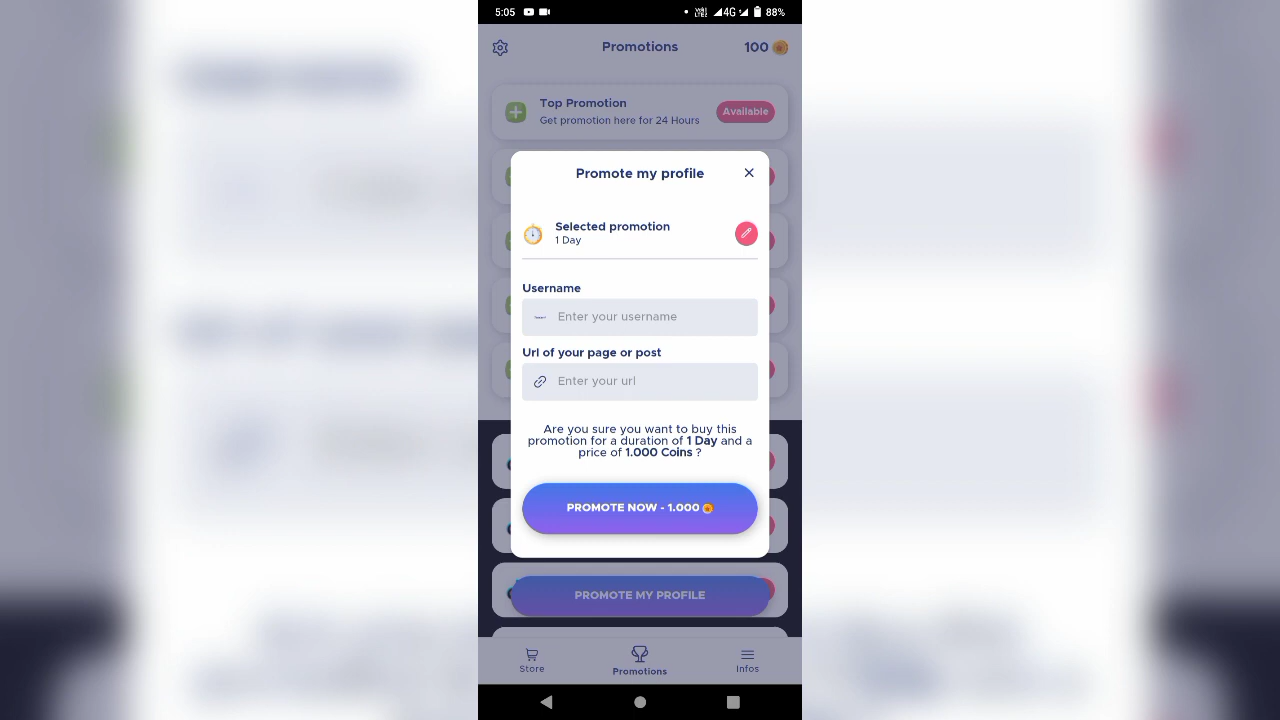 5:05
4G
88%
Promotions
100
Top Promotion
Get promotion here for 24 Hours
Available
Promote my profile
Selected promotion
1 Day
Username
Enter your username
Url of your page or post
Enter your url
Are you sure you want to buy this
promotion for a duration of 1 Day and a
price of 1.000 Coins ?
PROMOTE NOW - 1.000
PROMOTE MY PROFILE
Store
Promotions
Infos